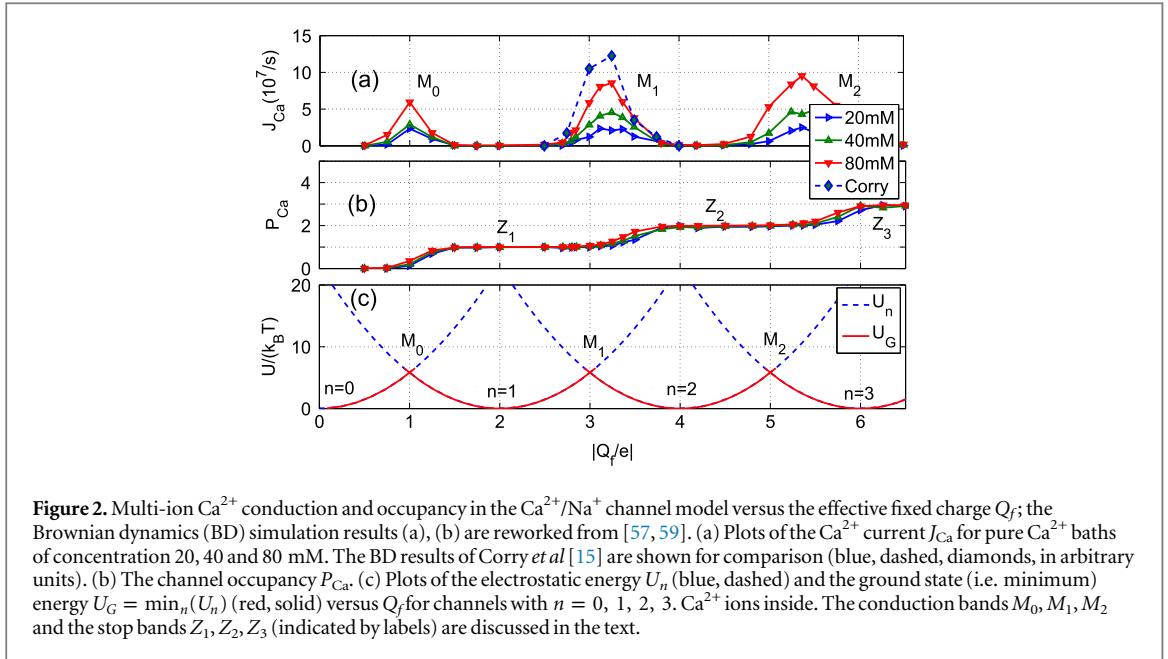 15
10
5
0
J_Ca(10^7/s)
(a)
M_0
M_1
M_2
20mM
40mM
80mM
Corry
4
2
0
P_Ca
(b)
Z_1
Z_2
Z_3
20
10
0
U/(k_BT)
(c)
M_0
M_1
M_2
U_n
U_G
n=0
n=1
n=2
n=3
0 1 2 3 4 5 6
|Q_f/e|
Figure 2. Multi-ion Ca^2+ conduction and occupancy in the Ca^2+/Na^+ channel model versus the effective fixed charge Q_f; the
Brownian dynamics (BD) simulation results (a), (b) are reworked from [57, 59]. (a) Plots of the Ca^2+ current J_Ca for pure Ca^2+ baths
of concentration 20, 40 and 80 mM. The BD results of Corry et al [15] are shown for comparison (blue, dashed, diamonds, in arbitrary
units). (b) The channel occupancy P_Ca. (c) Plots of the electrostatic energy U_n (blue, dashed) and the ground state (i.e. minimum)
energy U_G = min_n(U_n) (red, solid) versus Q_f for channels with n = 0, 1, 2, 3. Ca^2+ ions inside. The conduction bands M_0, M_1, M_2
and the stop bands Z_1, Z_2, Z_3 (indicated by labels) are discussed in the text.